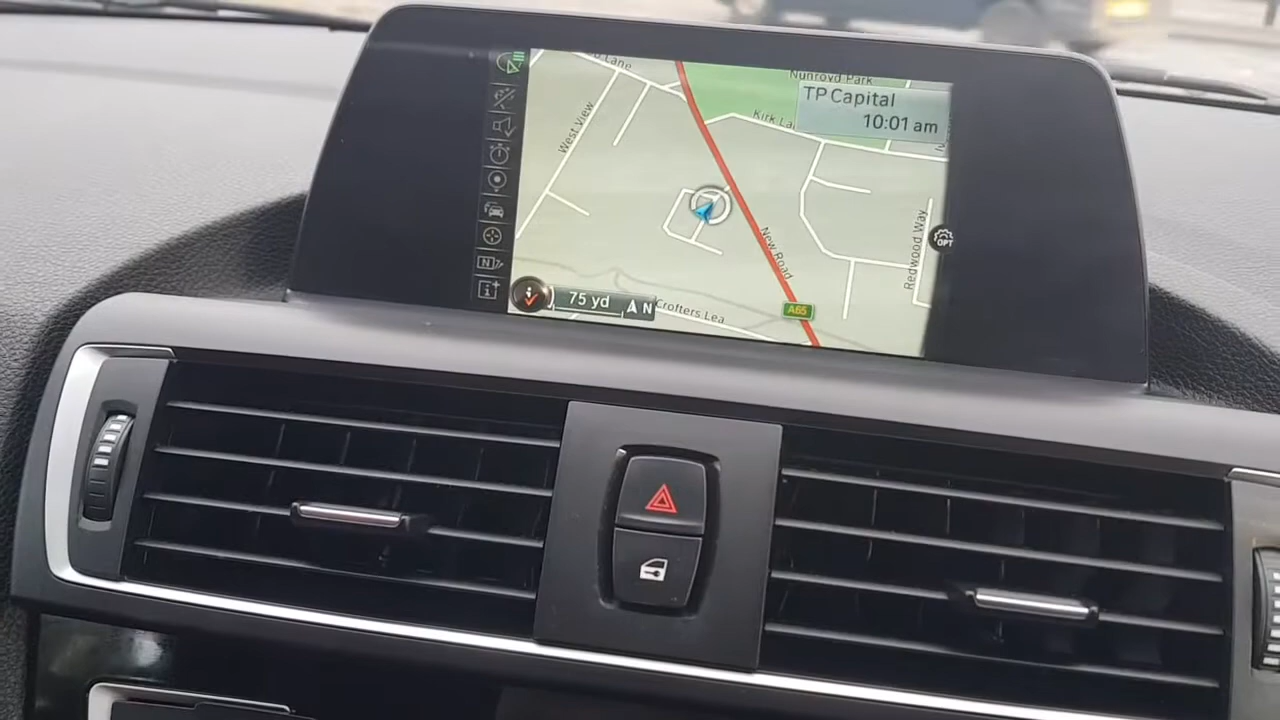 Lane
Nunroyd Park
TP Capital
10:01 am
Kirk La
West View
New Road
Redwood Way
OPT
A65
75 yd
N
Crofters Lea
N
i